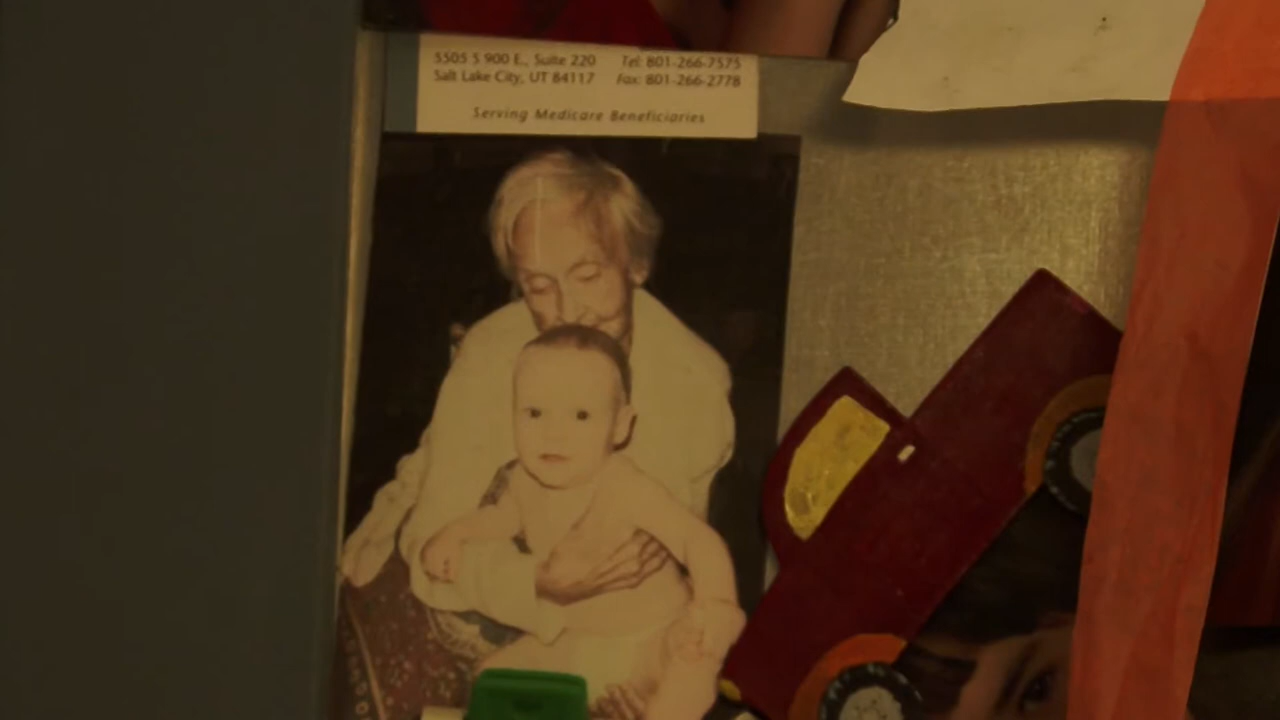 5505 S 900 E., Suite 220 Tel: 801-266-7575
Salt Lake City, UT 84117 Fax: 801-266-2778
Serving Medicare Beneficiaries